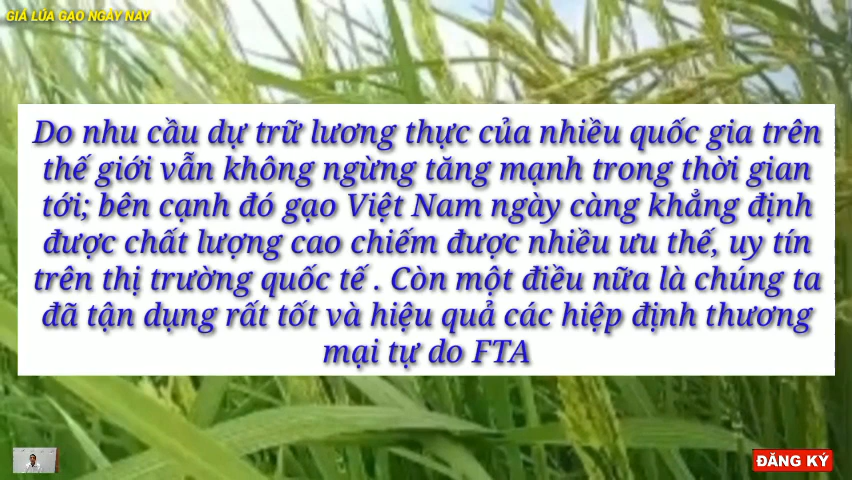 GIÁ LÚA GẠO NGÀY NAY
Do nhu cầu dự trữ lương thực của nhiều quốc gia trên
thế giới vẫn không ngừng tăng mạnh trong thời gian
tới; bên cạnh đó gạo Việt Nam ngày càng khẳng định
được chất lượng cao chiếm được nhiều ưu thế, uy tín
trên thị trường quốc tế . Còn một điều nữa là chúng ta
đã tận dụng rất tốt và hiệu quả các hiệp định thương
mại tự do FTA
ĐĂNG KÝ